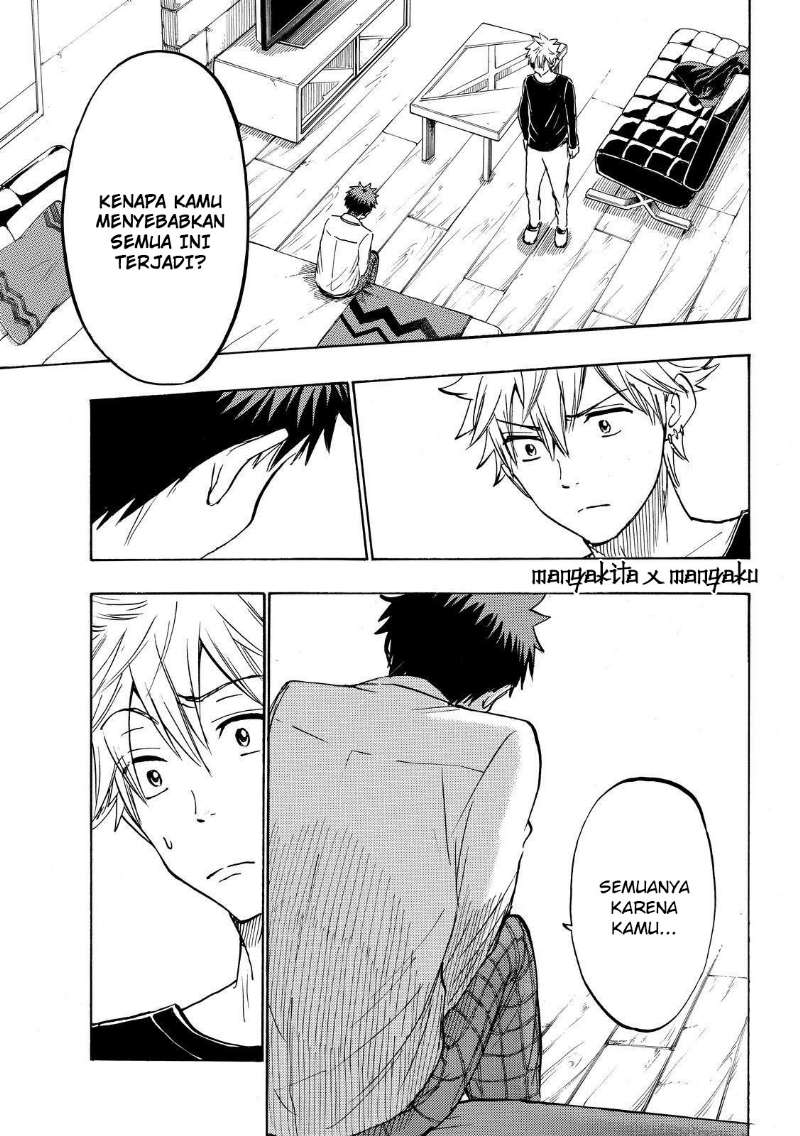 KENAPA KAMU
MENYEBABKAN
SEMUA INI
TERJADI?
mangakita x mangaku
SEMUANYA
KARENA
KAMU...